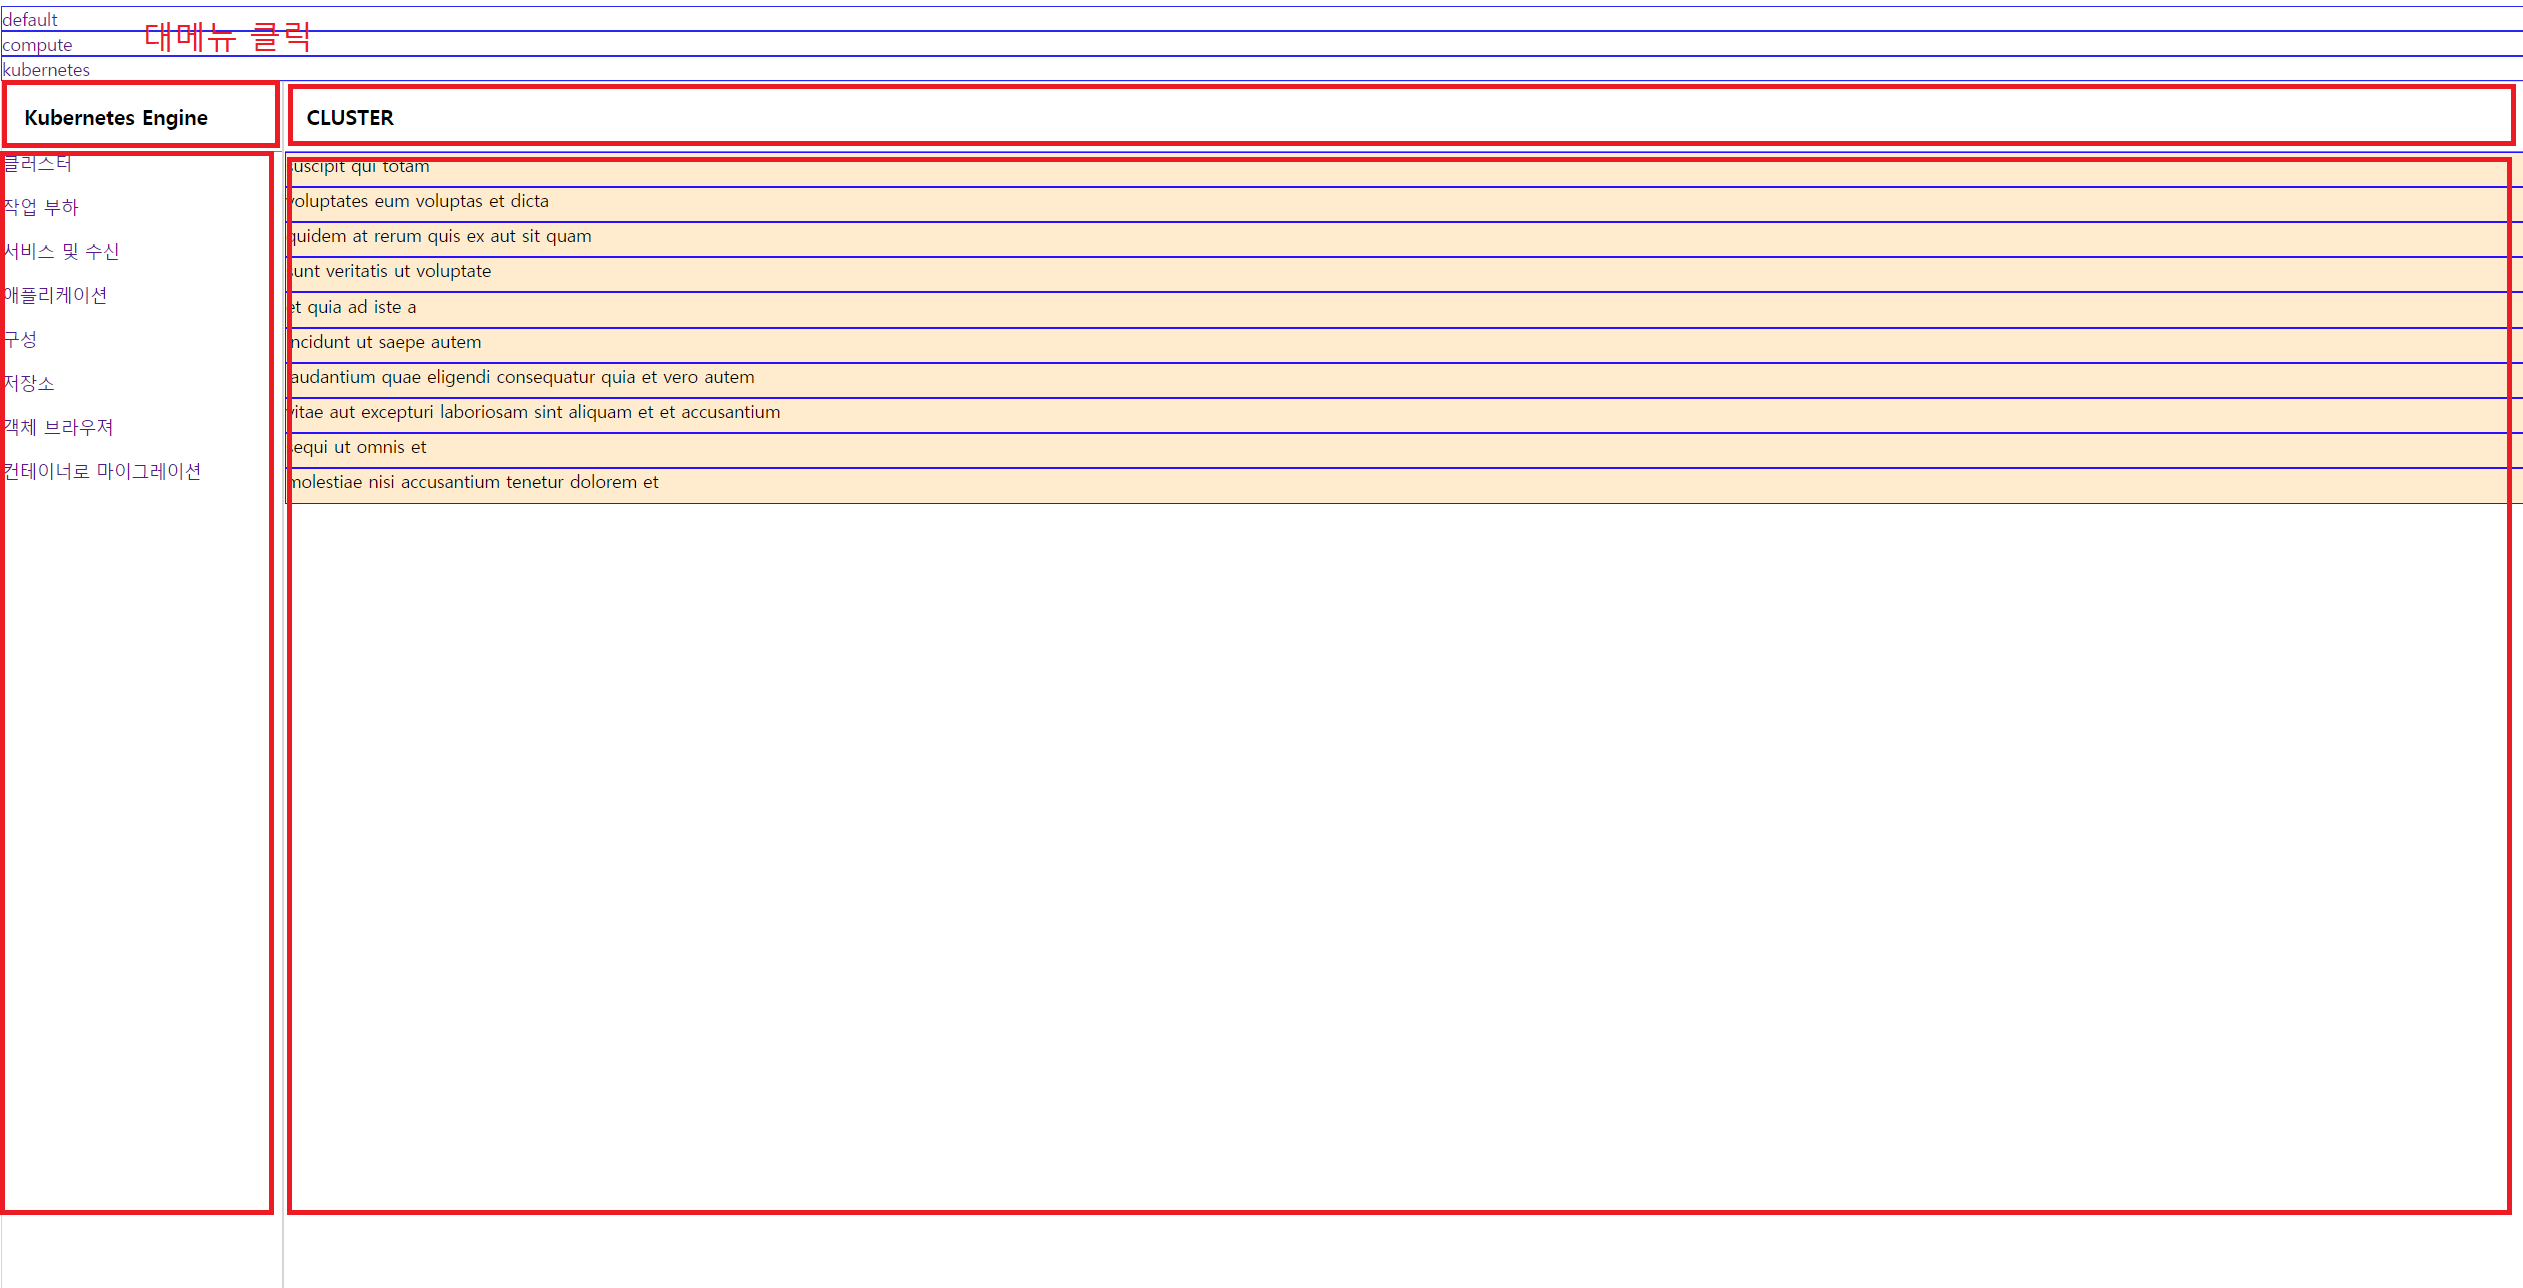 default
대메뉴 클릭
compute
kubernetes
Kubernetes Engine
CLUSTER
클러스터
작업 부하
서비스 및 수신
애플리케이션
구성
저장소
객체 브라우져
컨테이너로 마이그레이션
suscipit qui totam
voluptates eum voluptas et dicta
quidem at rerum quis ex aut sit quam
sunt veritatis ut voluptate
et quia ad iste a
incidunt ut saepe autem
laudantium quae eligendi consequatur quia et vero autem
vitae aut excepturi laboriosam sint aliquam et et accusantium
sequi ut omnis et
molestiae nisi accusantium tenetur dolorem et